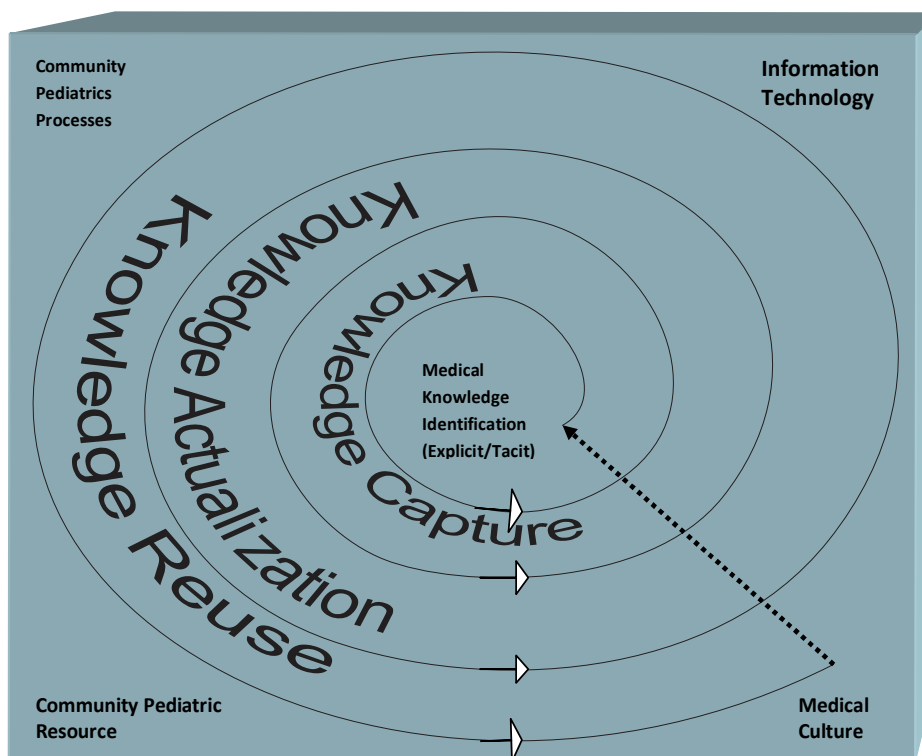 Community
Pediatrics
Processes
Information
Technology
Knowledge Reuse
Knowledge Actualization
Knowledge Capture
Medical
Knowledge
Identification
(Explicit/Tacit)
Community Pediatric
Resource
Medical
Culture